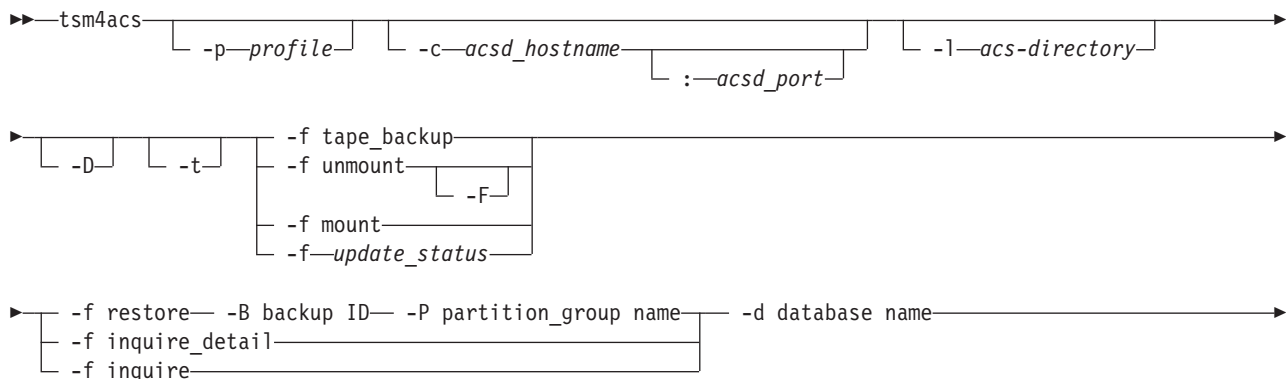 tsm4acs
-p profile
-c acsd_hostname
: acsd_port
-l acs-directory
-D
-t
-f tape_backup
-f unmount
-F
-f mount
-f update_status
-f restore -B backup ID -P partition_group name -d database name
-f inquire_detail
-f inquire